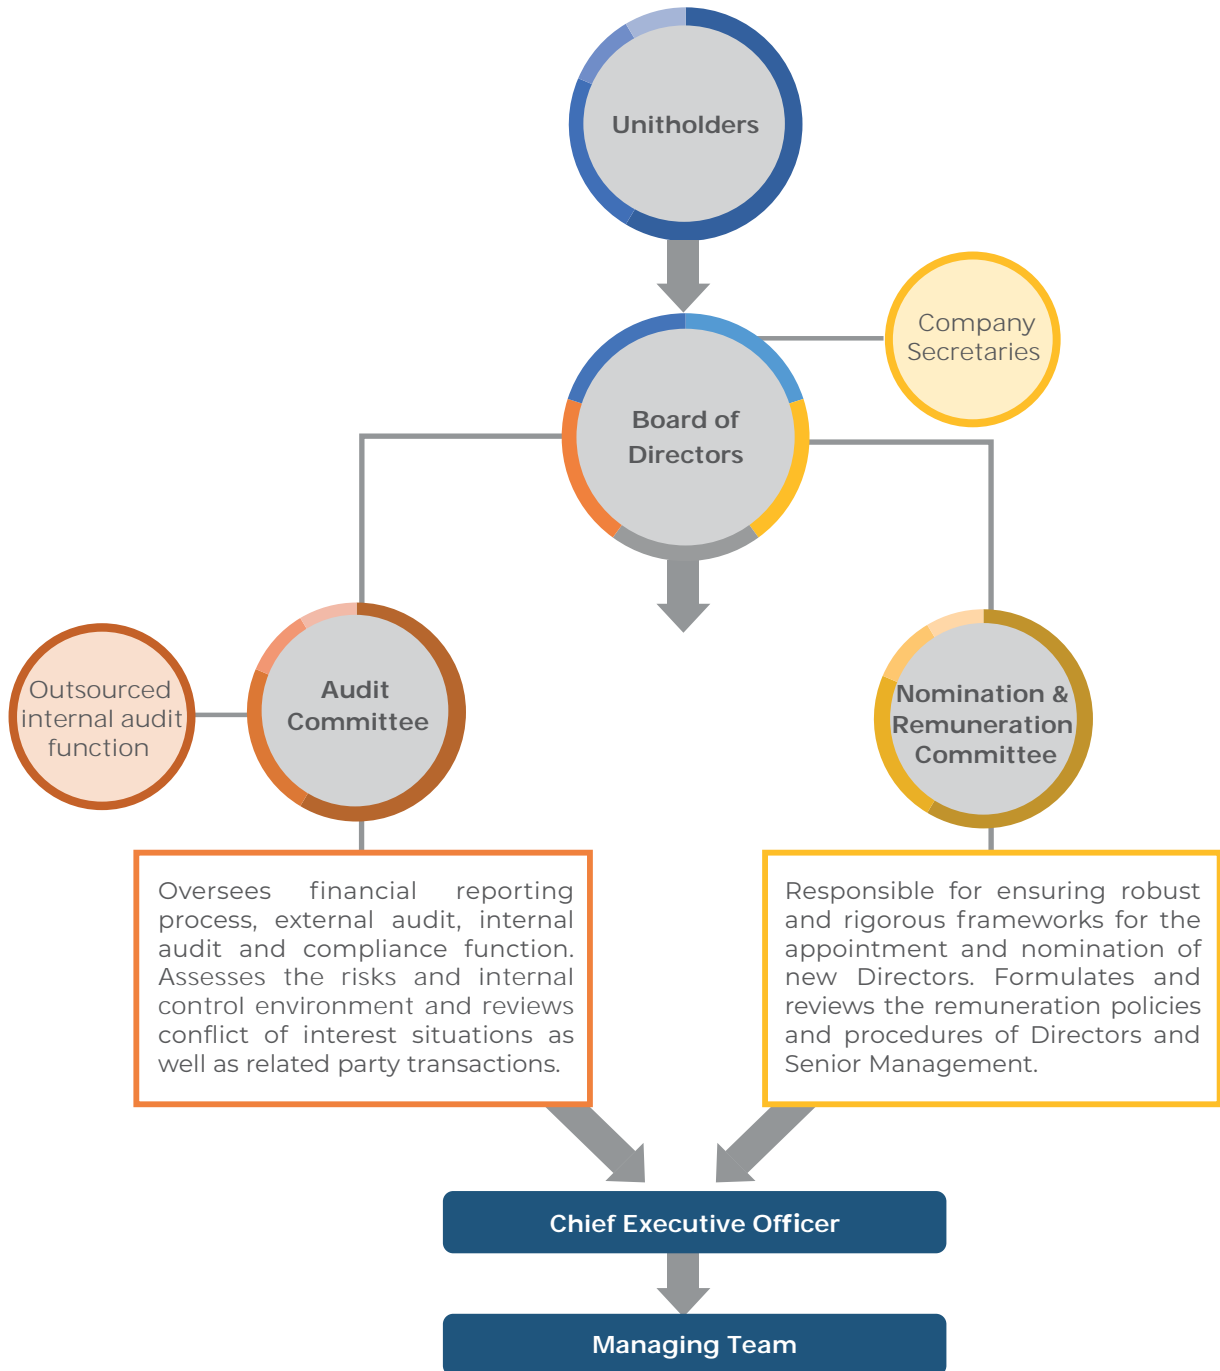 Unitholders
Company
Secretaries
Board of
Directors
Outsourced
internal audit
function
Audit
Committee
Nomination &
Remuneration
Committee
Oversees financial reporting
process, external audit, internal
audit and compliance function.
Assesses the risks and internal
control environment and reviews
conflict of interest situations as
well as related party transactions.
Responsible for ensuring robust
and rigorous frameworks for the
appointment and nomination of
new Directors. Formulates and
reviews the remuneration policies
and procedures of Directors and
Senior Management.
Chief Executive Officer
Managing Team